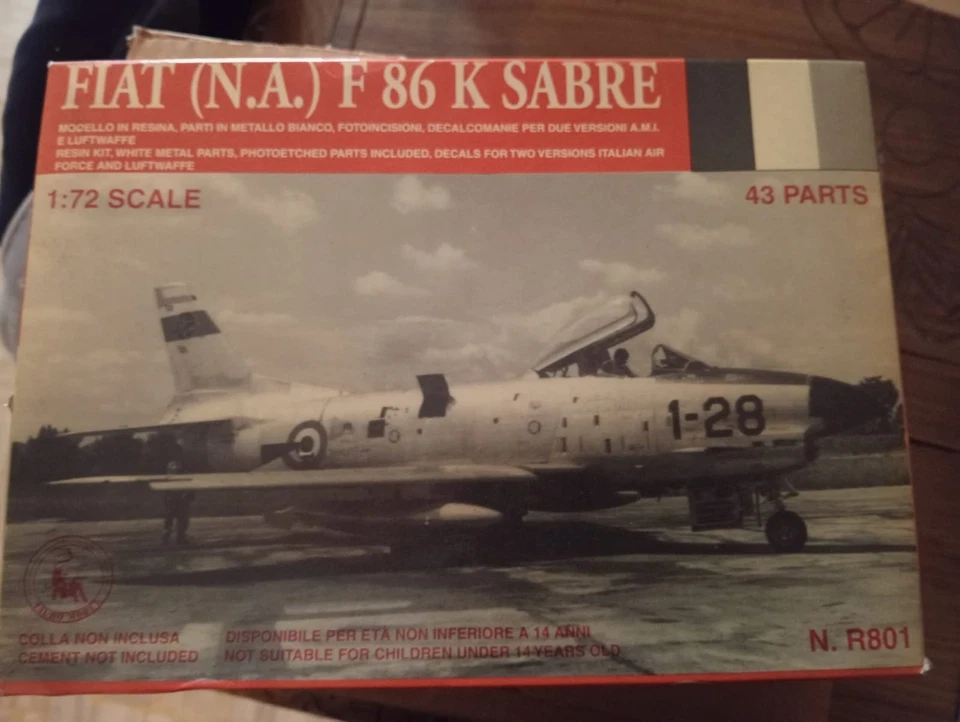 FIAT (N.A.) F 86 K SABRE
MODELLO IN RESINA, PARTI IN METALLO BIANCO, FOTOINCISIONI, DECALCOMANIE PER DUE VERSIONI A.M.I.
E LUFTWAFFE
RESIN KIT, WHITE METAL PARTS, PHOTOETCHED PARTS INCLUDED, DECALS FOR TWO VERSIONS ITALIAN AIR
FORCE AND LUFTWAFFE
1:72 SCALE
43 PARTS
1-28
COLLA NON INCLUSA
CEMENT NOT INCLUDED
DISPONIBILE PER ETÀ NON INFERIORE A 14 ANNI
NOT SUITABLE FOR CHILDREN UNDER 14 YEARS OLD
N. R801